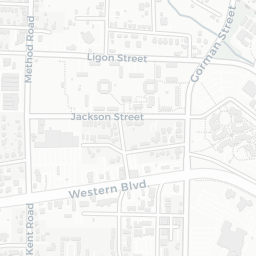 Ligon Street
Method Road
Gorman Street
Jackson Street
Western Blvd.
Kent Road